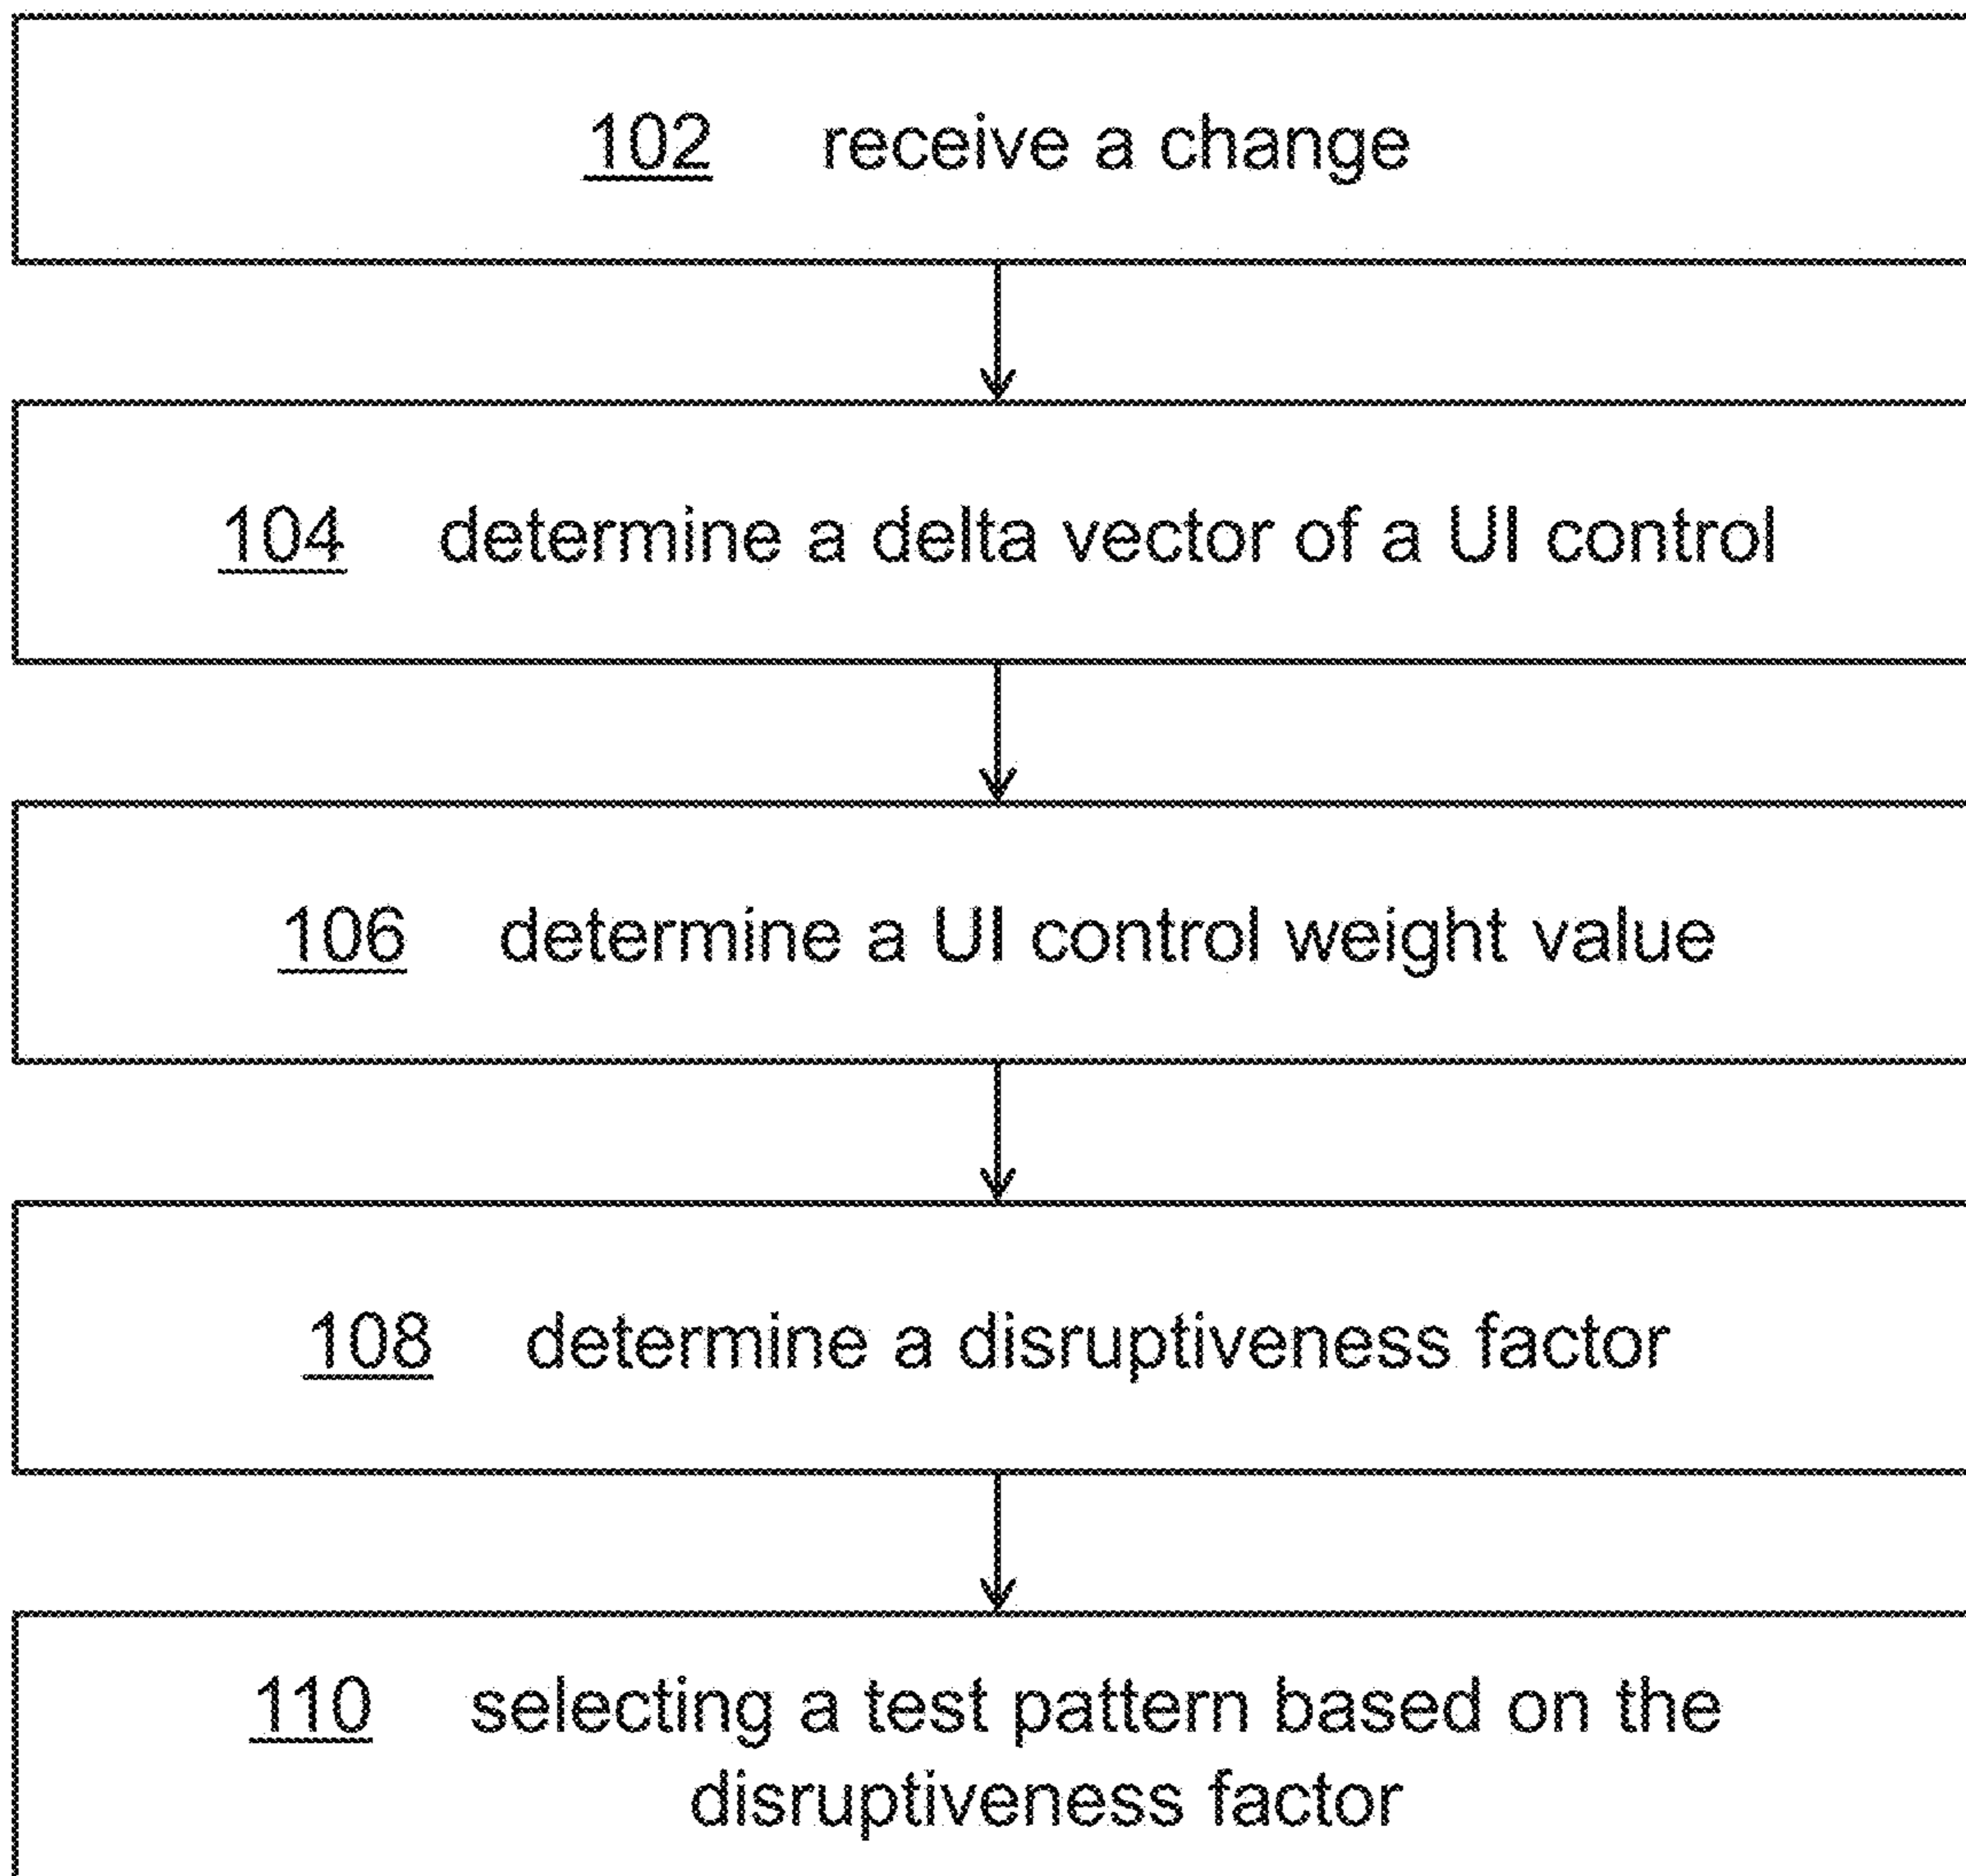 102 receive a change
104 determine a delta vector of a UI control
106 determine a UI control weight value
108 determine a disruptiveness factor
110 selecting a test pattern based on the
disruptiveness factor